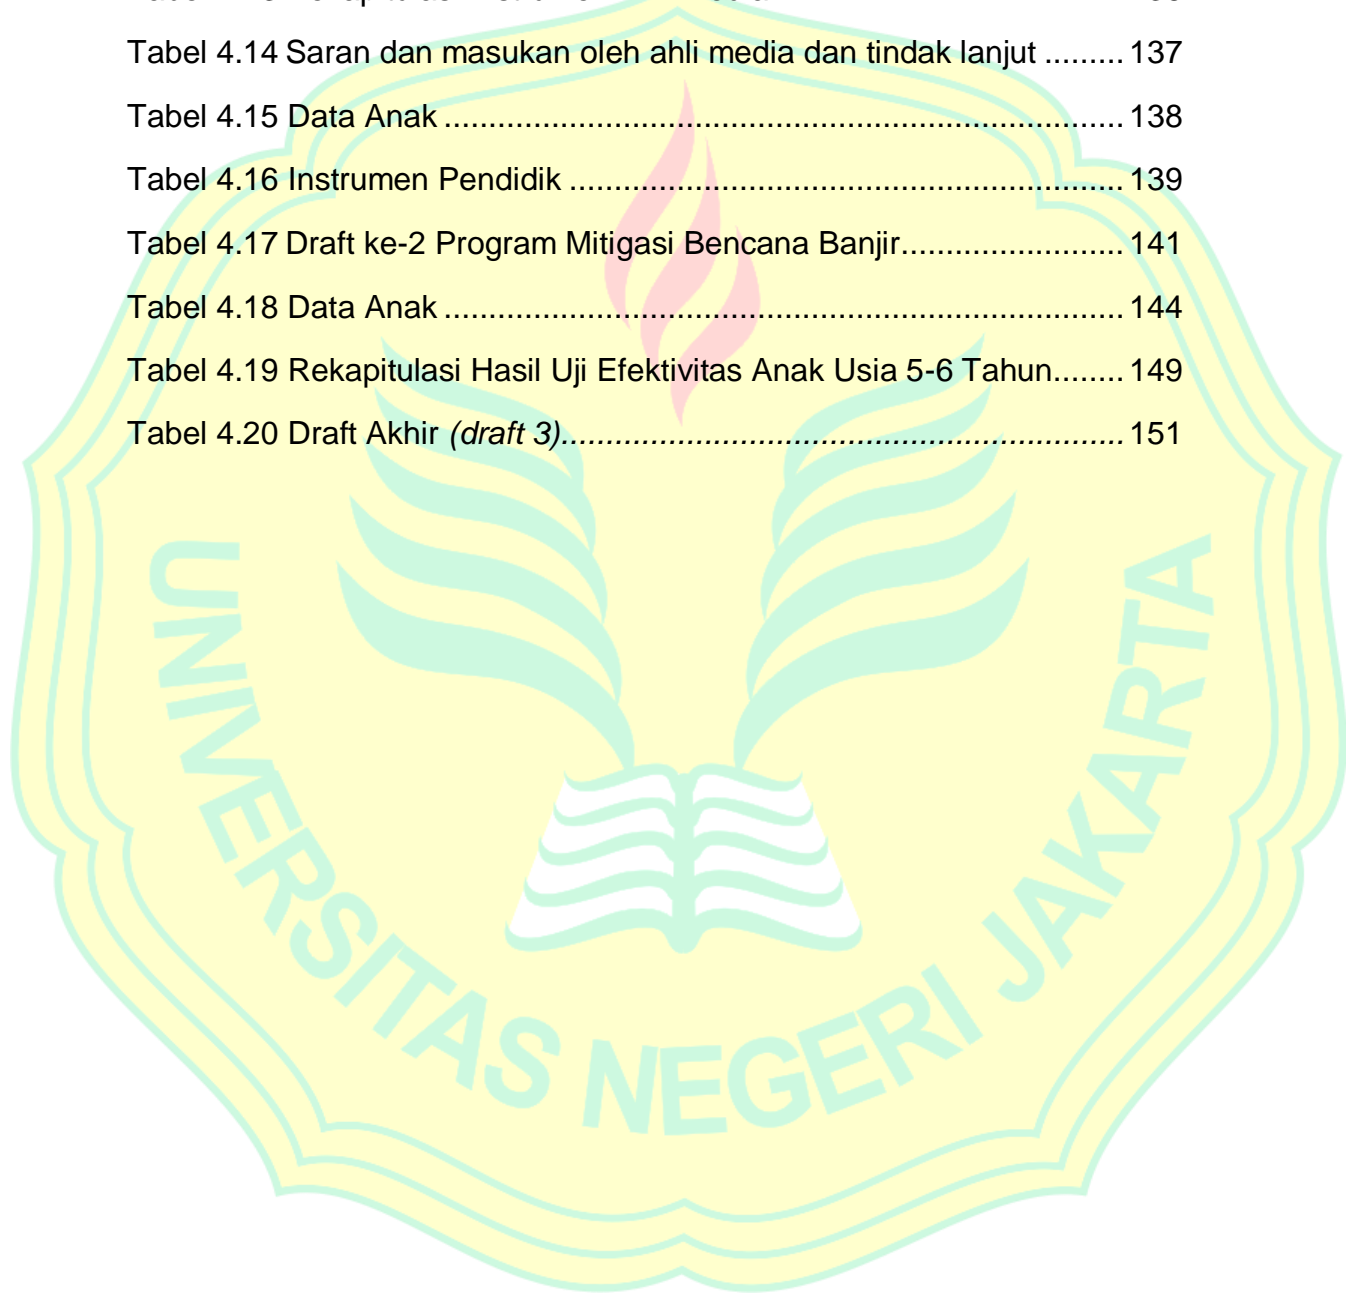 Tabel 4.14 Saran dan masukan oleh ahli media dan tindak lanjut ......... 137
Tabel 4.15 Data Anak .................................................................................... 138
Tabel 4.16 Instrumen Pendidik .................................................................... 139
Tabel 4.17 Draft ke-2 Program Mitigasi Bencana Banjir........................... 141
Tabel 4.18 Data Anak .................................................................................... 144
Tabel 4.19 Rekapitulasi Hasil Uji Efektivitas Anak Usia 5-6 Tahun........ 149
Tabel 4.20 Draft Akhir (draft 3)..................................................................... 151
UNIVERSITAS NEGERI JAKARTA